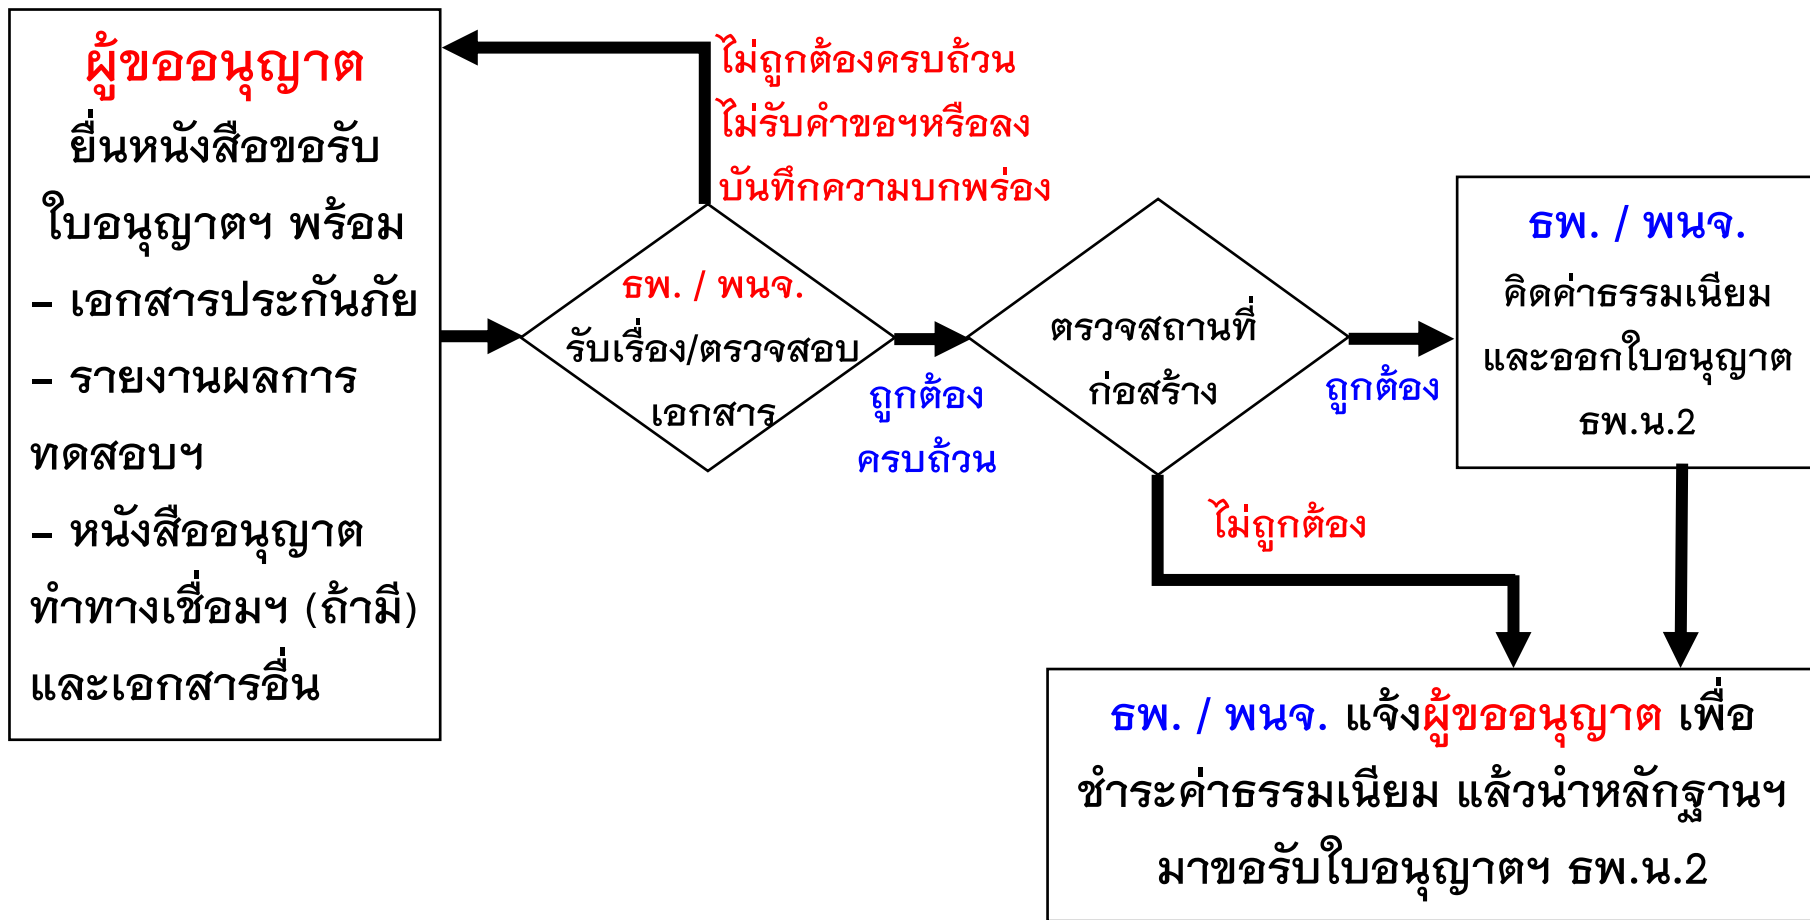 ผู้ขออนุญาต
ยื่นหนังสือขอรับ
ใบอนุญาตฯ พร้อม
– เอกสารประกันภัย
– รายงานผลการ
ทดสอบฯ
– หนังสืออนุญาต
ทำทางเชื่อมฯ (ถ้ามี)
และเอกสารอื่น
ไม่ถูกต้องครบถ้วน
ไม่รับคำขอฯหรือลง
บันทึกความบกพร่อง
ธพ. / พนจ.
รับเรื่อง/ตรวจสอบ
เอกสาร
ถูกต้อง
ครบถ้วน
ตรวจสถานที่
ก่อสร้าง
ถูกต้อง
ไม่ถูกต้อง
ธพ. / พนจ.
คิดค่าธรรมเนียม
และออกใบอนุญาต
ธพ.น.2
ธพ. / พนจ. แจ้งผู้ขออนุญาต เพื่อ
ชำระค่าธรรมเนียม แล้วนำหลักฐานฯ
มาขอรับใบอนุญาตฯ ธพ.น.2